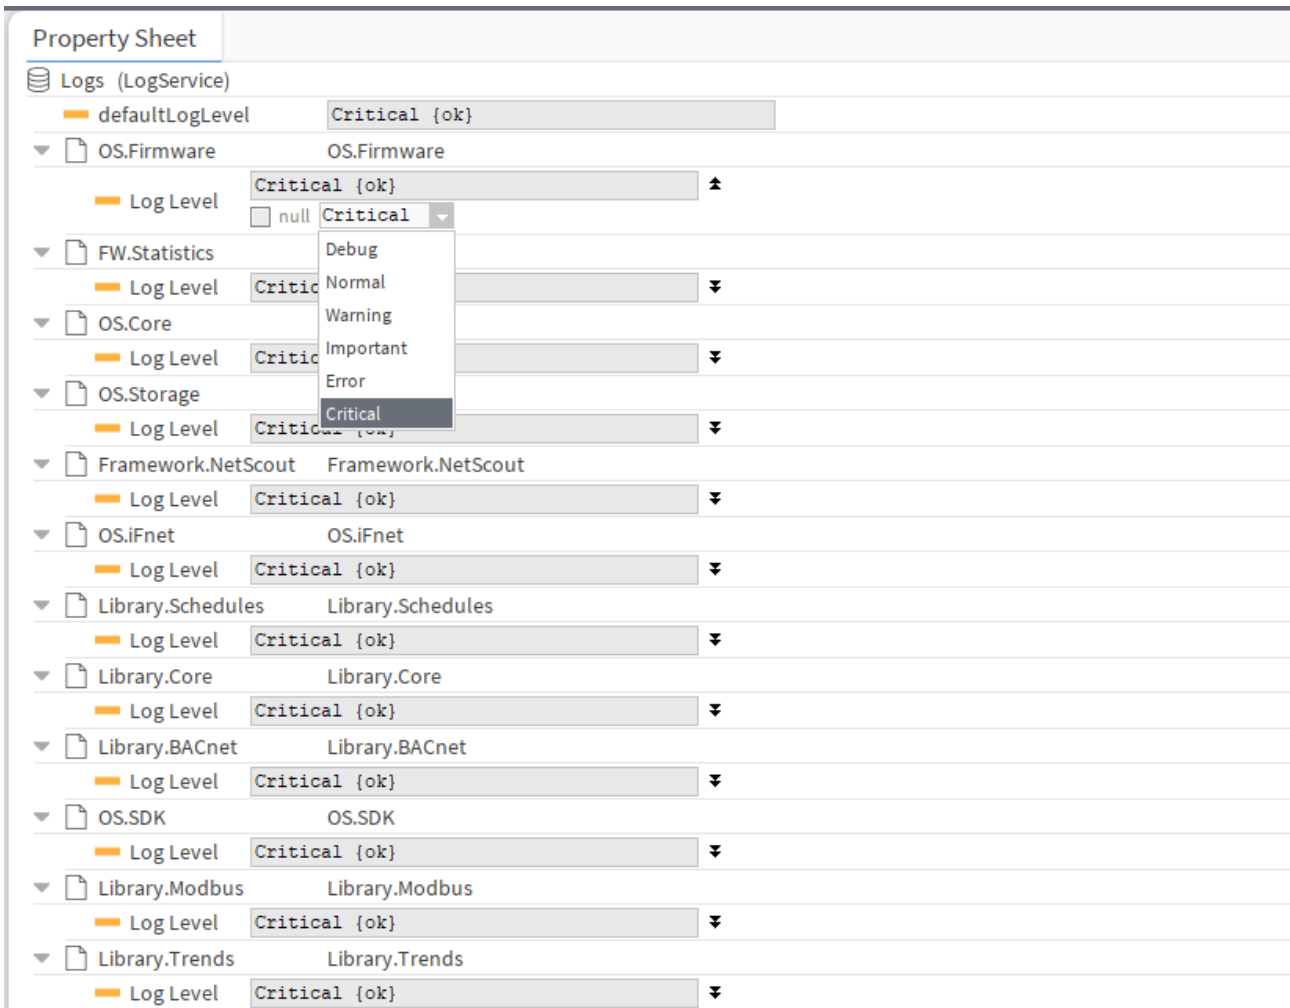 Property Sheet
Logs (LogService)
defaultLogLevel Critical {ok}
OS.Firmware OS.Firmware
Critical {ok}
Log Level
null Critical
Debug
FW.Statistics
Normal
Log Level Critic
Warning
OS.Core
Important
Log Level Critic
Error
OS.Storage
Critical
Log Level Critical {ok}
Framework.NetScout Framework.NetScout
Log Level Critical {ok}
OS.iFnet OS.iFnet
Log Level Critical {ok}
Library.Schedules Library.Schedules
Log Level Critical {ok}
Library.Core Library.Core
Log Level Critical {ok}
Library.BACnet Library.BACnet
Log Level Critical {ok}
OS.SDK OS.SDK
Log Level Critical {ok}
Library.Modbus Library.Modbus
Log Level Critical {ok}
Library.Trends Library.Trends
Log Level Critical {ok}